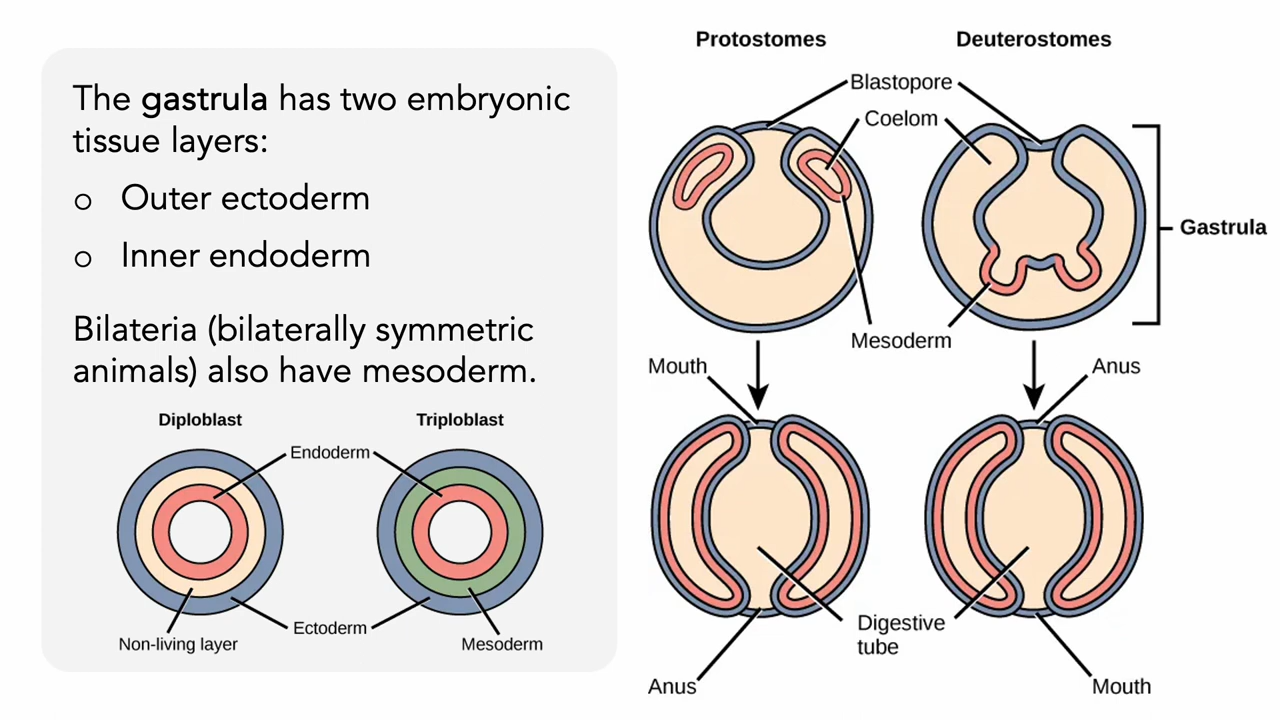 The gastrula has two embryonic
tissue layers:
o Outer ectoderm
o Inner endoderm
Bilateria (bilaterally symmetric
animals) also have mesoderm.
Diploblast
Triploblast
Endoderm
Ectoderm
Non-living layer
Mesoderm
Protostomes
Deuterostomes
Blastopore
Coelom
Gastrula
Mesoderm
Mouth
Anus
Digestive
tube
Anus
Mouth